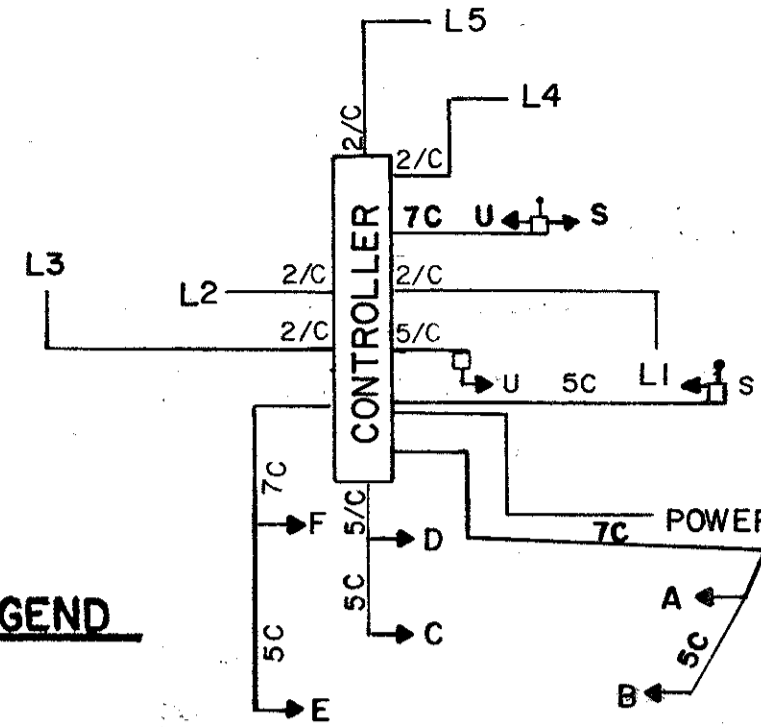 L5
L4
2/C
2/C
7C U S
CONTROLLER
L3
L2 2/C
2/C
2/C
5/C
U 5C L1 S
7C
5/C
F
D
POWER
7C
A
5C
5C
C
5C
GEND
E
B